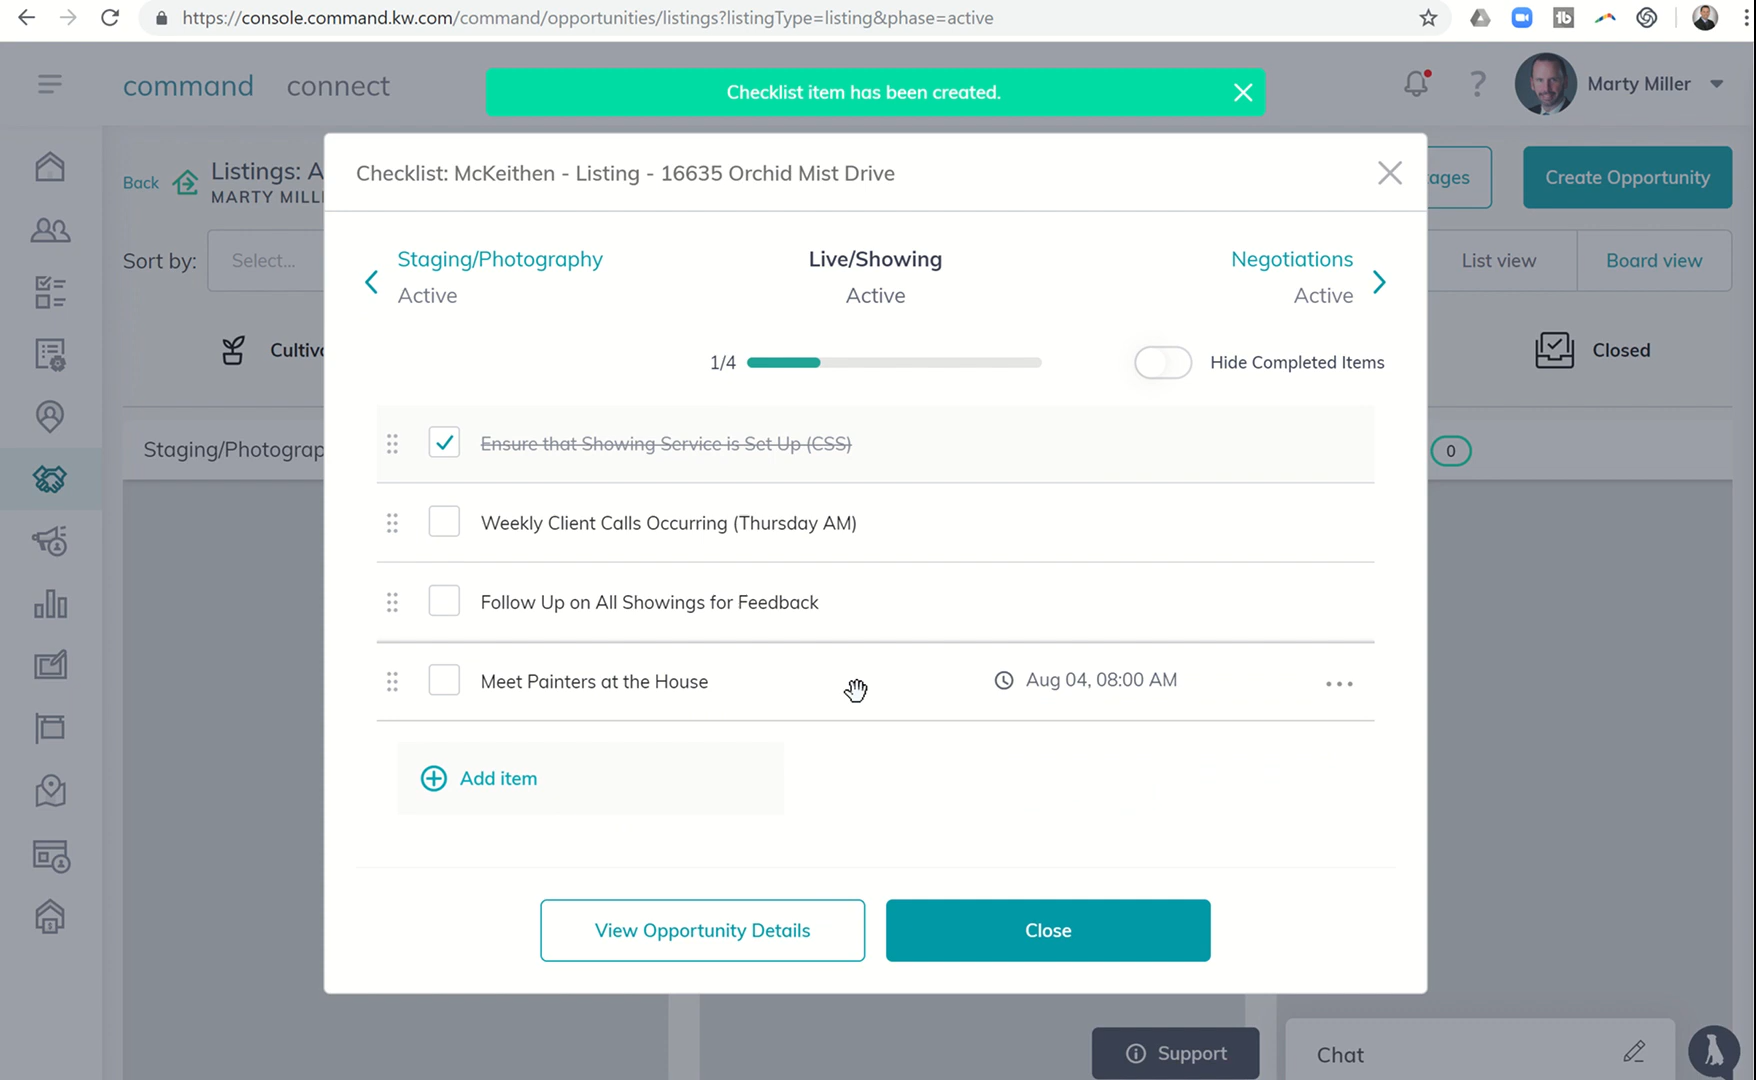 https://console.command.kw.com/command/opportunities/listings?listingType=listing&phase=active
command connect
Checklist item has been created.
Marty Miller
Back
Listings: A
MARTY MILL
ages
Create Opportunity
Checklist: McKeithen - Listing - 16635 Orchid Mist Drive
Sort by:
Select...
List view
Board view
Staging/Photography
Active
Live/Showing
Active
Negotiations
Active
Cultiva
Closed
1/4
Hide Completed Items
Staging/Photograp
0
Ensure that Showing Service is Set Up (CSS)
Weekly Client Calls Occurring (Thursday AM)
Follow Up on All Showings for Feedback
Meet Painters at the House
Aug 04, 08:00 AM
Add item
View Opportunity Details
Close
Support
Chat